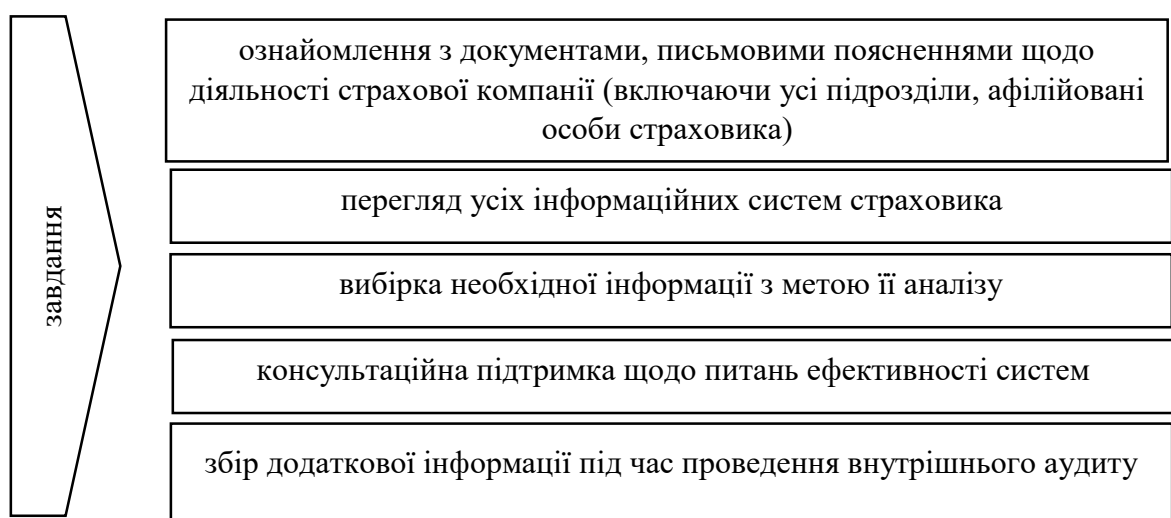 завдання
ознайомлення з документами, письмовими поясненнями щодо
діяльності страхової компанії (включаючи усі підрозділи, афілійовані
особи страховика)
перегляд усіх інформаційних систем страховика
вибірка необхідної інформації з метою її аналізу
консультаційна підтримка щодо питань ефективності систем
збір додаткової інформації під час проведення внутрішнього аудиту